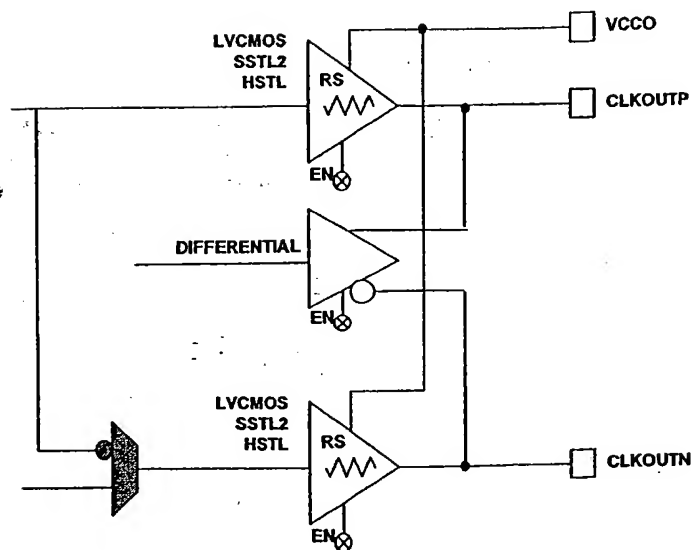 VCCO
LVCMOS
SSTL2
HSTL
RS
CLKOUTP
EN
DIFFERENTIAL
EN
LVCMOS
SSTL2
HSTL
RS
CLKOUTN
EN